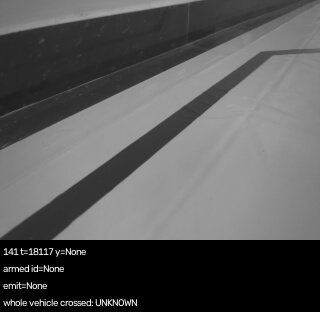 141 t=18117 y=None
armed id=None
emit=None
whole vehicle crossed: UNKNOWN